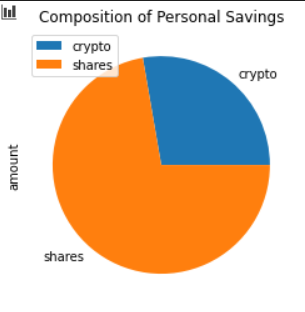 Composition of Personal Savings
crypto
shares
crypto
amount
shares